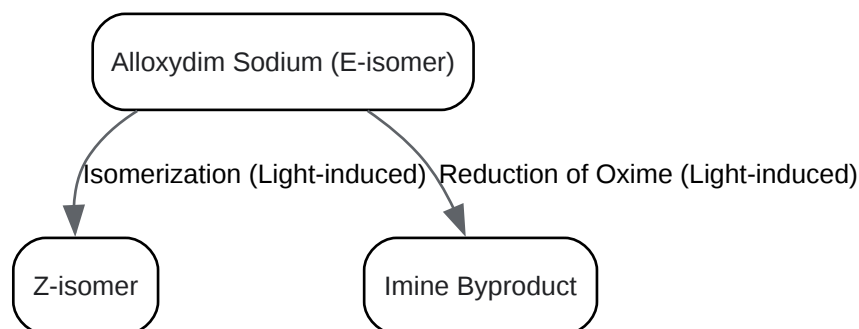 Alloxydim Sodium (E-isomer)
Isomerization (Light-induced)
Reduction of Oxime (Light-induced)
Z-isomer
Imine Byproduct